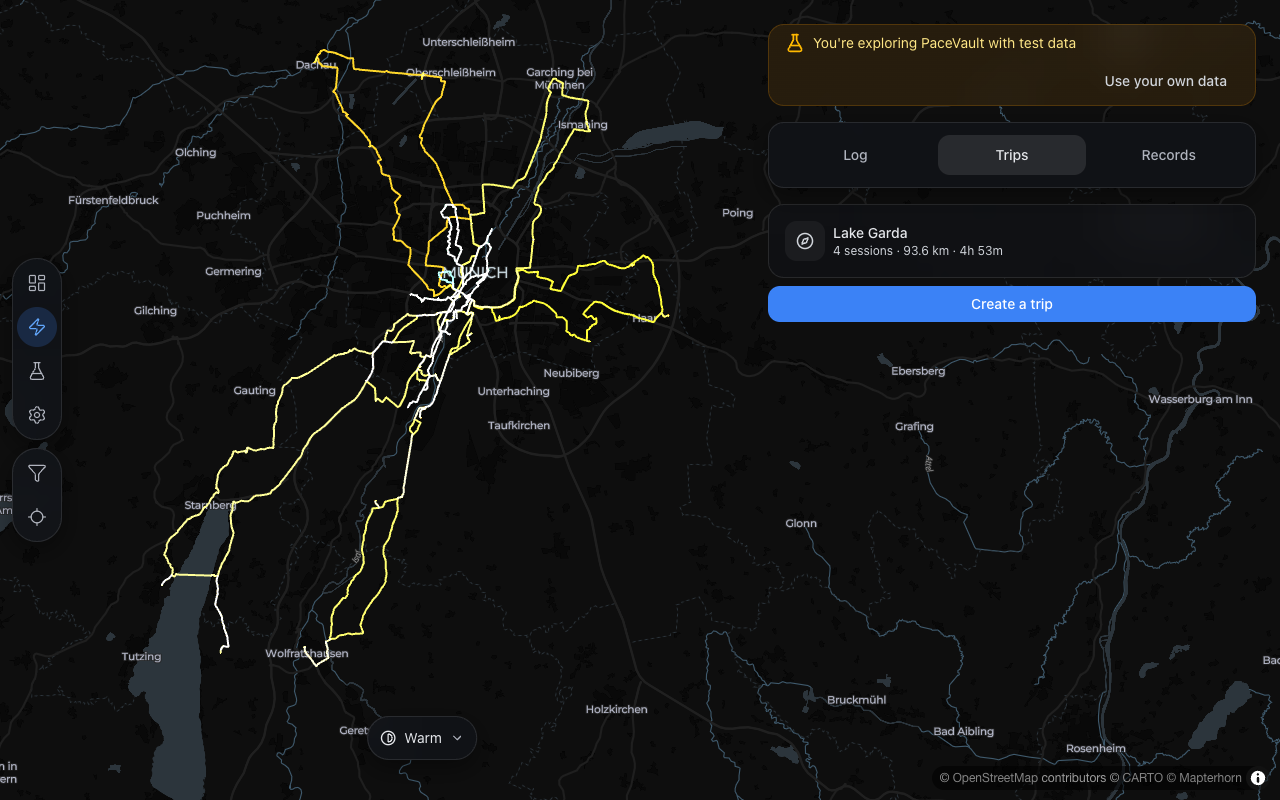 Unterschleißheim
Dachau
Oberschleißheim
Garching bei
München
Ismaning
Olching
Fürstenfeldbruck
Puchheim
Poing
Germering
MUNICH
Gilching
Haar
Neubiberg
Gauting
Unterhaching
Taufkirchen
Ebersberg
Wasserburg am Inn
Grafing
Attel
Starnberg
Glonn
Isar
Tutzing
Wolfratshausen
Bruckmühl
Holzkirchen
Bad Aibling
Rosenheim
You're exploring PaceVault with test data
Use your own data
Log
Trips
Records
Lake Garda
4 sessions · 93.6 km · 4h 53m
Create a trip
Warm
© OpenStreetMap contributors © CARTO © Mapterhorn